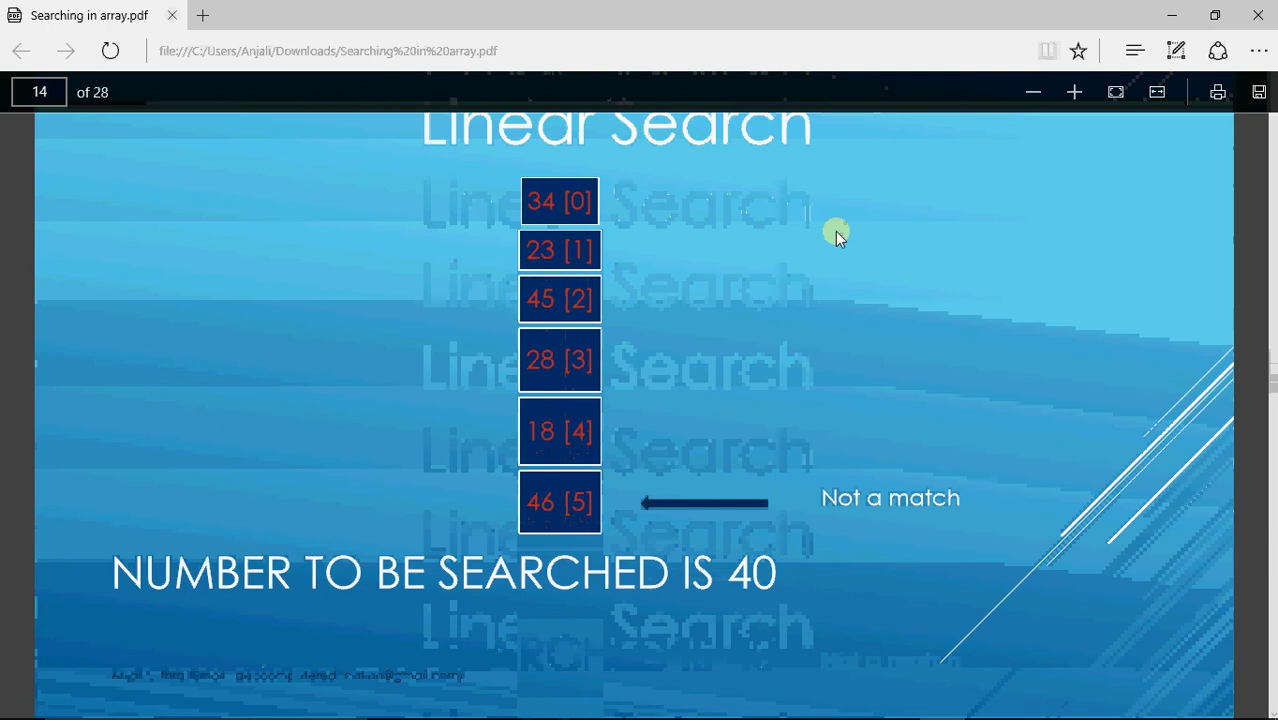 Searching in array.pdf
file:///C:/Users/Anjali/Downloads/Searching%20in%20array.pdf
14 of 28
Linear Search
34 [0]
23 [1]
45 [2]
28 [3]
18 [4]
46 [5]
Not a match
NUMBER TO BE SEARCHED IS 40